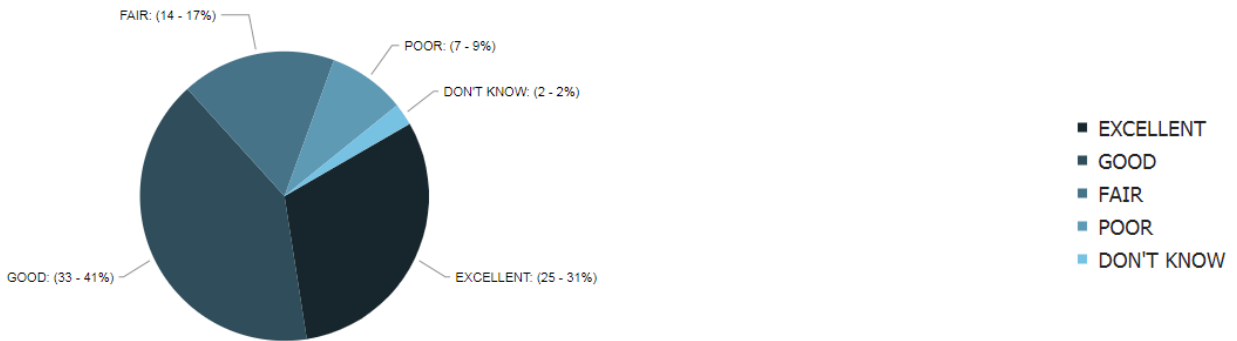 FAIR: (14 - 17%)
POOR: (7 - 9%)
DON'T KNOW: (2 - 2%)
GOOD: (33 - 41%)
EXCELLENT: (25 - 31%)
EXCELLENT
GOOD
FAIR
POOR
DON'T KNOW